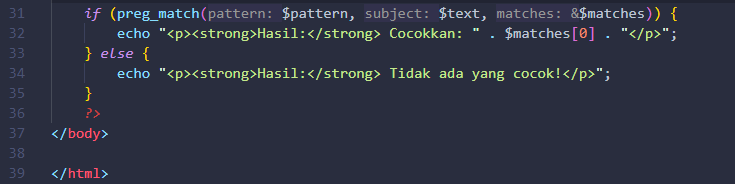 31 if (preg_match(pattern: $pattern, subject: $text, matches: &$matches)) {
32 echo "<p><strong>Hasil:</strong> Cocokkan: " . $matches[0] . "</p>";
33 } else {
34 echo "<p><strong>Hasil:</strong> Tidak ada yang cocok!</p>";
35 }
36 ?>
37 </body>
38
39 </html>